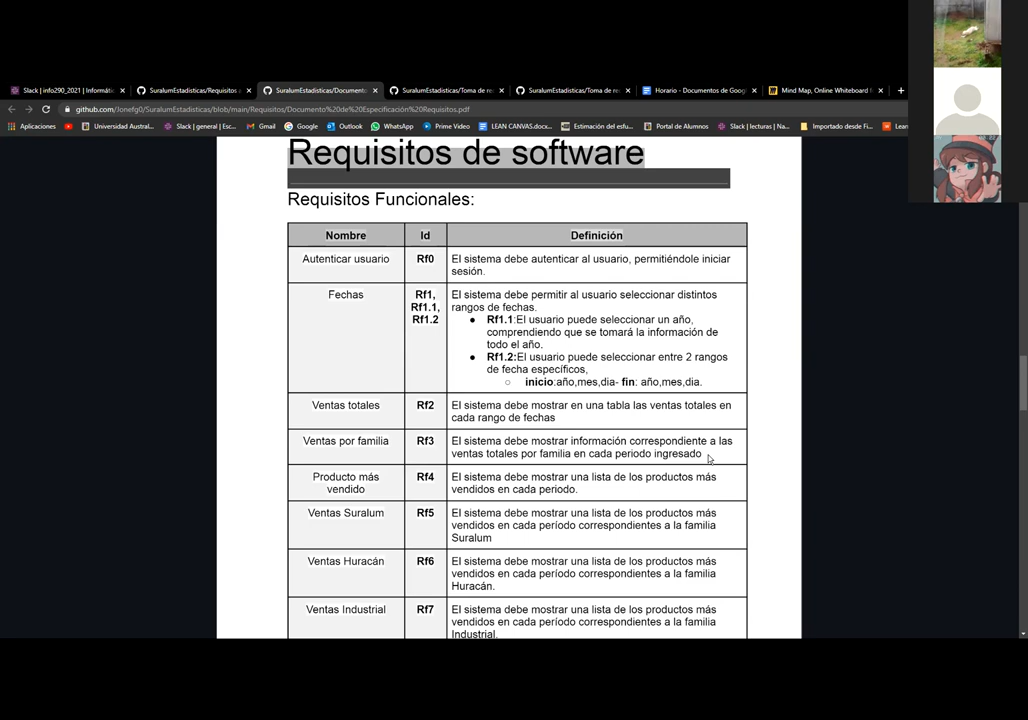 Slack | info290_2021 | Informátic
SuralumEstadisticas/Requisitos e
SuralumEstadisticas/Documento
SuralumEstadisticas/Toma de re
SuralumEstadisticas/Toma de re
Horario - Documentos de Goog
Mind Map, Online Whiteboard
github.com/Jonefg0/SuralumEstadisticas/blob/main/Requisitos/Documento%20de%20Especificación%20Requisitos.pdf
Aplicaciones
Universidad Austral...
Slack | general | Esc...
Gmail
Google
Outlook
WhatsApp
Prime Video
LEAN CANVAS.docx...
Estimación del esfu...
Portal de Alumnos
Slack | lecturas | Na...
Importado desde Fi...
Lean
Requisitos de software
Requisitos Funcionales:
Nombre Id Definición
Autenticar usuario Rf0 El sistema debe autenticar al usuario, permitiéndole iniciar
sesión.
Fechas Rf1, El sistema debe permitir al usuario seleccionar distintos
Rf1.1, rangos de fechas.
Rf1.2 ● Rf1.1:El usuario puede seleccionar un año,
comprendiendo que se tomará la información de
todo el año.
● Rf1.2:El usuario puede seleccionar entre 2 rangos
de fecha específicos,
○ inicio:año,mes,dia- fin: año,mes,dia.
Ventas totales Rf2 El sistema debe mostrar en una tabla las ventas totales en
cada rango de fechas
Ventas por familia Rf3 El sistema debe mostrar información correspondiente a las
ventas totales por familia en cada periodo ingresado
Producto más Rf4 El sistema debe mostrar una lista de los productos más
vendido vendidos en cada periodo.
Ventas Suralum Rf5 El sistema debe mostrar una lista de los productos más
vendidos en cada período correspondientes a la familia
Suralum
Ventas Huracán Rf6 El sistema debe mostrar una lista de los productos más
vendidos en cada período correspondientes a la familia
Huracán.
Ventas Industrial Rf7 El sistema debe mostrar una lista de los productos más
vendidos en cada período correspondientes a la familia
Industrial.